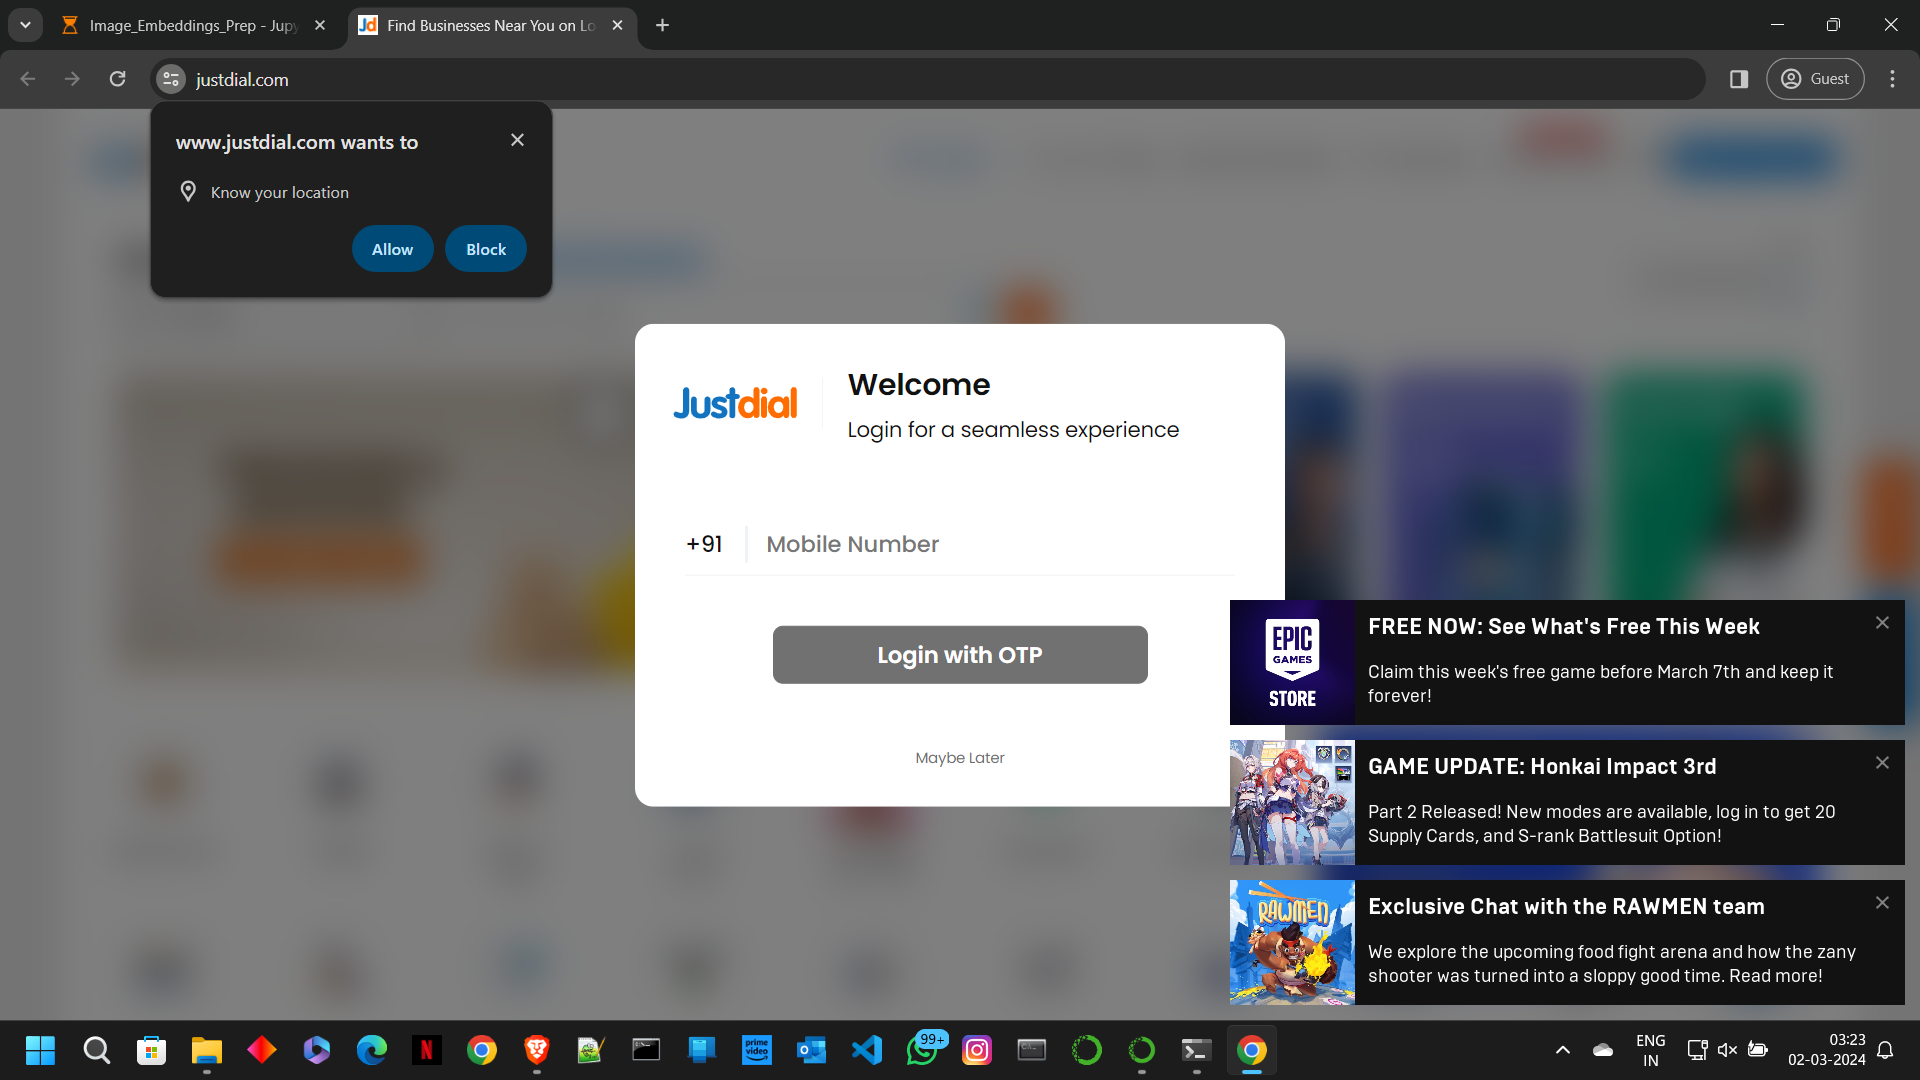 Image_Embeddings_Prep - Jupy
Find Businesses Near You on Lo
justdial.com
Guest
www.justdial.com wants to
Know your location
Allow
Block
Justdial
Welcome
Login for a seamless experience
+91
Mobile Number
Login with OTP
Maybe Later
EPIC
GAMES
STORE
FREE NOW: See What's Free This Week
Claim this week's free game before March 7th and keep it
forever!
GAME UPDATE: Honkai Impact 3rd
Part 2 Released! New modes are available, log in to get 20
Supply Cards, and S-rank Battlesuit Option!
RAWMEN
Exclusive Chat with the RAWMEN team
We explore the upcoming food fight arena and how the zany
shooter was turned into a sloppy good time. Read more!
prime
video
99+
ENG
IN
03:23
02-03-2024